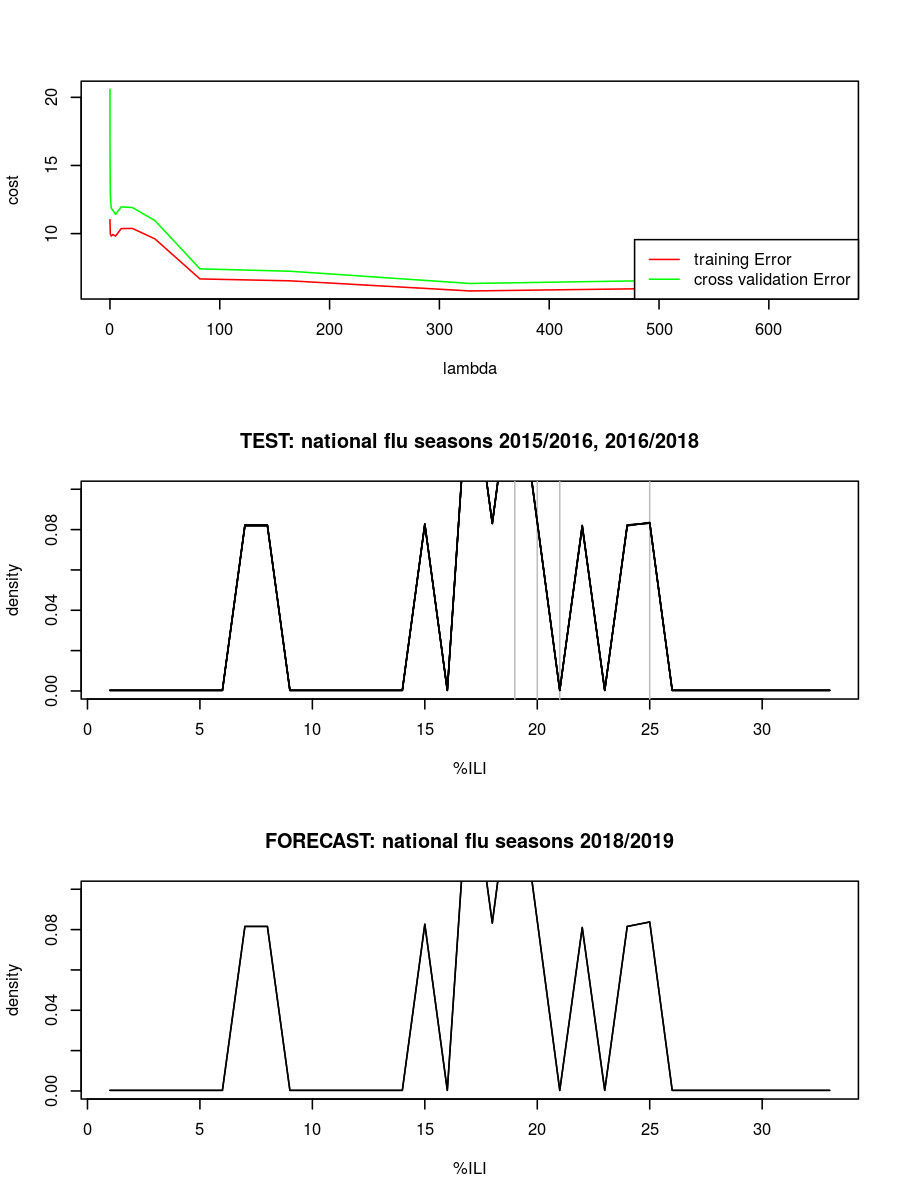 20
15
10
cost
training Error
cross validation Error
0 100 200 300 400 500 600
lambda
TEST: national flu seasons 2015/2016, 2016/2018
0.08
0.04
0.00
density
0 5 10 15 20 25 30
%ILI
FORECAST: national flu seasons 2018/2019
0.08
0.04
0.00
density
0 5 10 15 20 25 30
%ILI